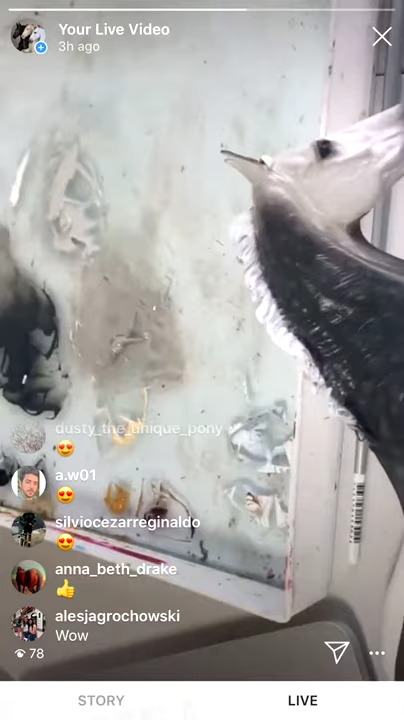 Your Live Video
3h ago
dusty_the_unique_pony
😍
a.w01
😍
silviocezarreginaldo
😍
anna_beth_drake
👍
alesjagrochowski
Wow
78
STORY
LIVE